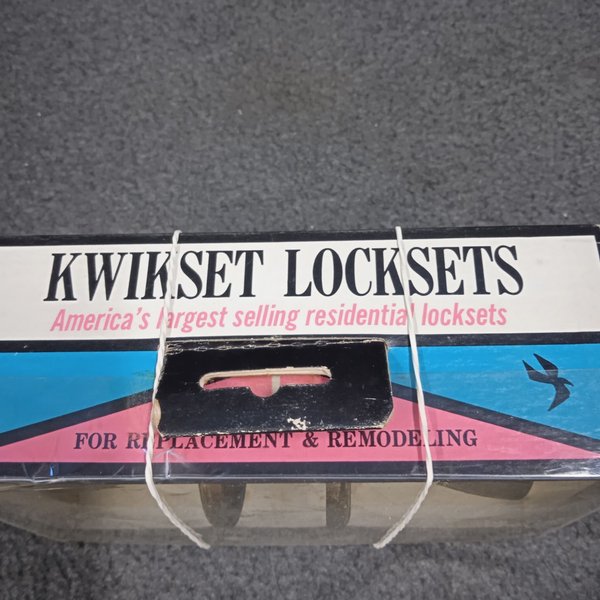 KWIKSET LOCKSETS
America's largest selling residential locksets
FOR REPLACEMENT & REMODELING